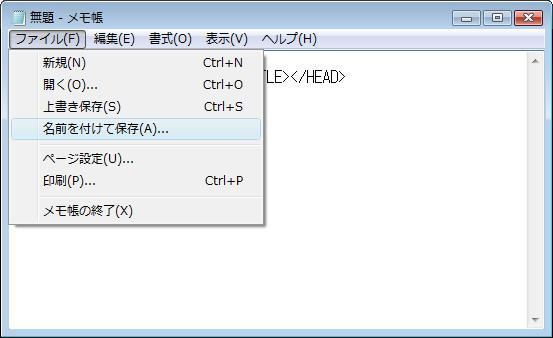 無題 - メモ帳
ファイル(F) 編集(E) 書式(O) 表示(V) ヘルプ(H)
新規(N) Ctrl+N
開く(O)... Ctrl+O
上書き保存(S) Ctrl+S
名前を付けて保存(A)...
ページ設定(U)...
印刷(P)... Ctrl+P
メモ帳の終了(X)
TLE></HEAD>